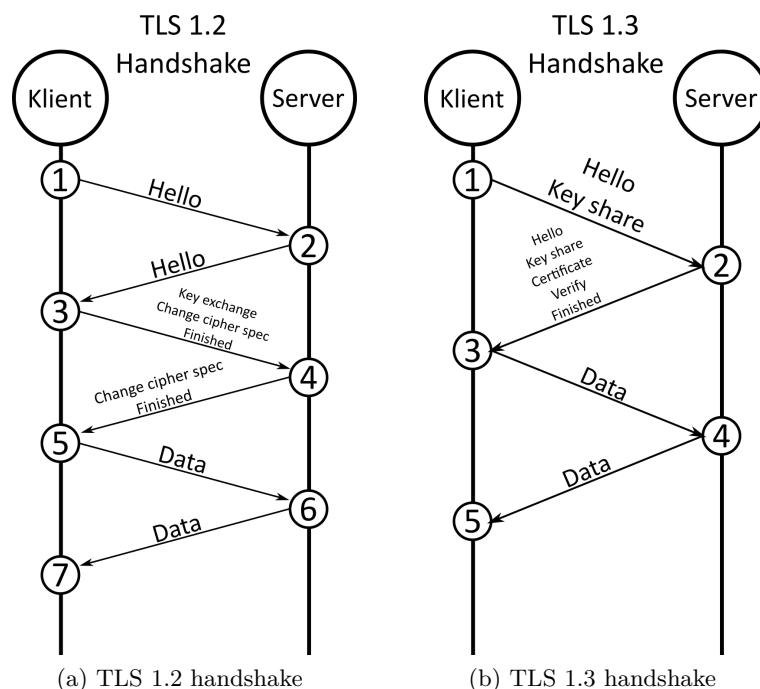 TLS 1.2
Handshake
Klient
Server
1
Hello
2
Hello
3
Key exchange
Change cipher spec
Finished
4
Change cipher spec
Finished
5
Data
6
Data
7
(a) TLS 1.2 handshake
TLS 1.3
Handshake
Klient
Server
1
Hello
Key share
2
Hello
Key share
Certificate
Verify
Finished
3
Data
4
Data
5
(b) TLS 1.3 handshake